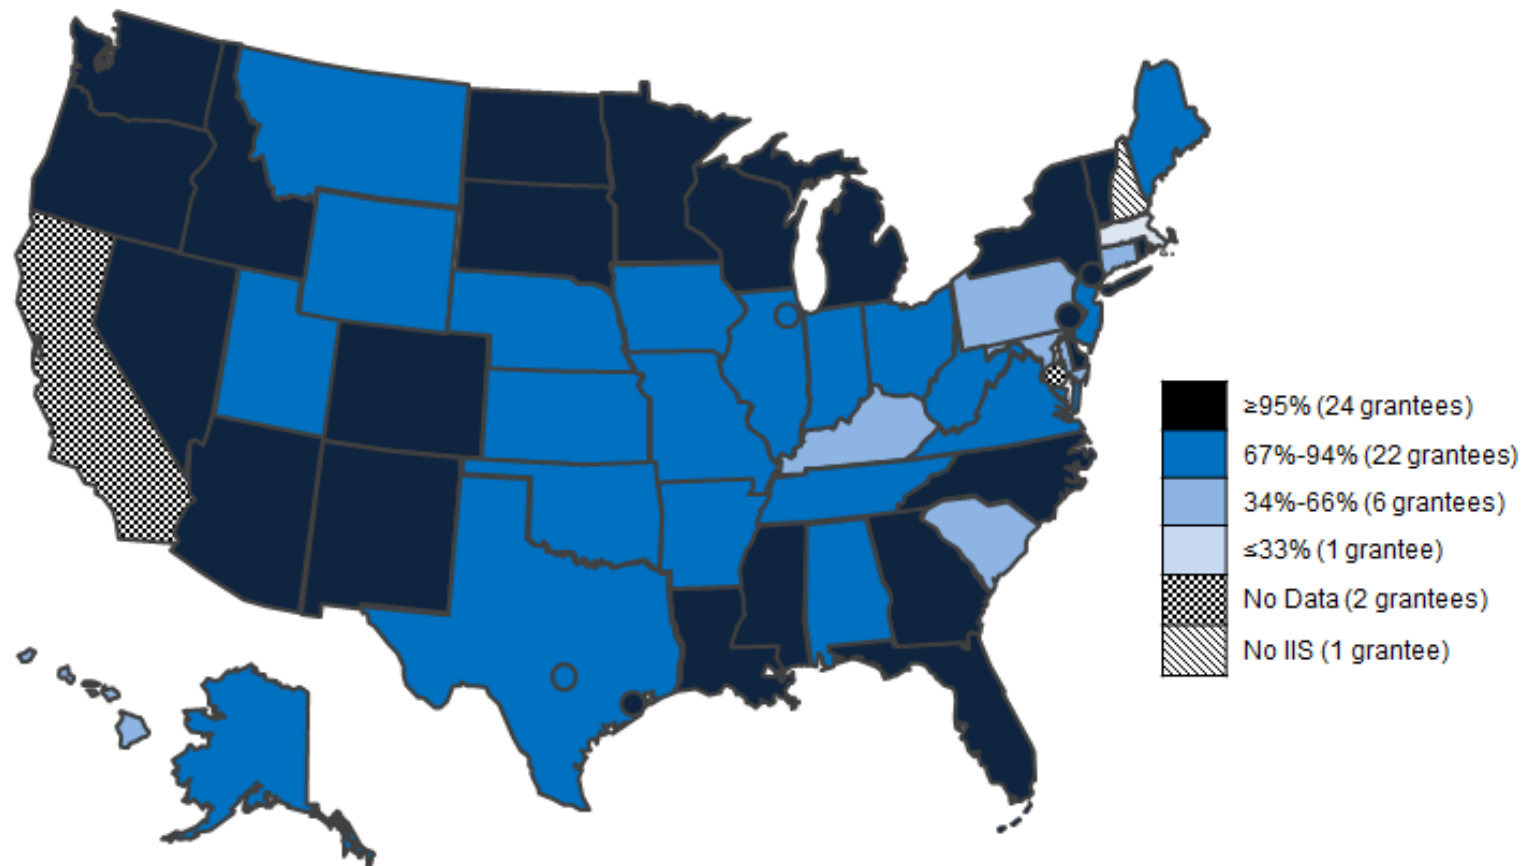 ≥95% (24 grantees)
67%-94% (22 grantees)
34%-66% (6 grantees)
≤33% (1 grantee)
No Data (2 grantees)
No IIS (1 grantee)